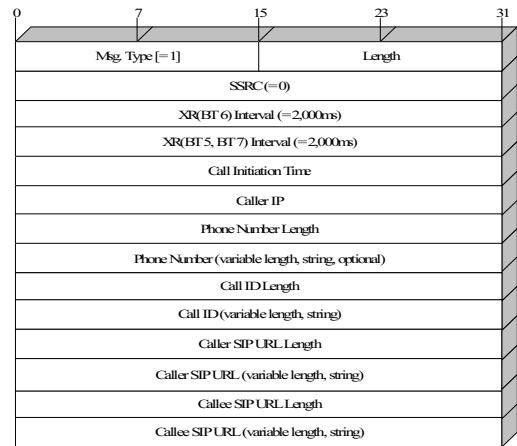 0 7 15 23 31
Msg. Type [=1] Length
SSRC (=0)
XR(BT 6) Interval (=2,000ms)
XR(BT 5, BT 7) Interval (=2,000ms)
Call Initiation Time
Caller IP
Phone Number Length
Phone Number (variable length, string, optional)
Call ID Length
Call ID (variable length, string)
Caller SIP URL Length
Caller SIP URL (variable length, string)
Callee SIP URL Length
Callee SIP URL (variable length, string)